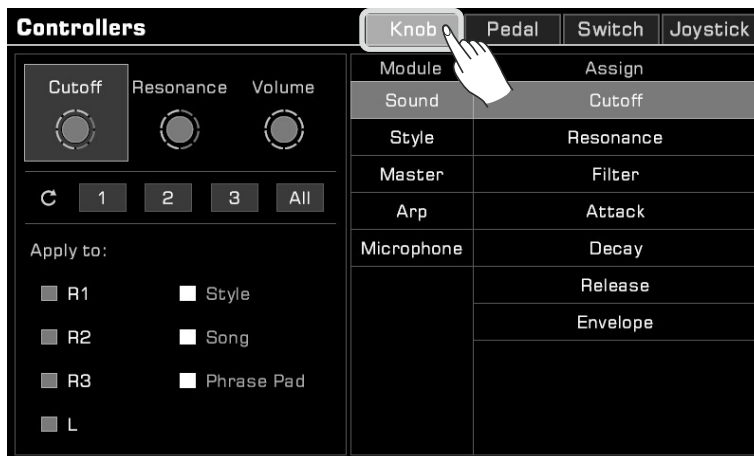 Controllers
Knob
Pedal
Switch
Joystick
Cutoff
Resonance
Volume
1
2
3
All
Apply to:
R1
Style
R2
Song
R3
Phrase Pad
L
Module
Assign
Sound
Cutoff
Style
Resonance
Master
Filter
Arp
Attack
Microphone
Decay
Release
Envelope